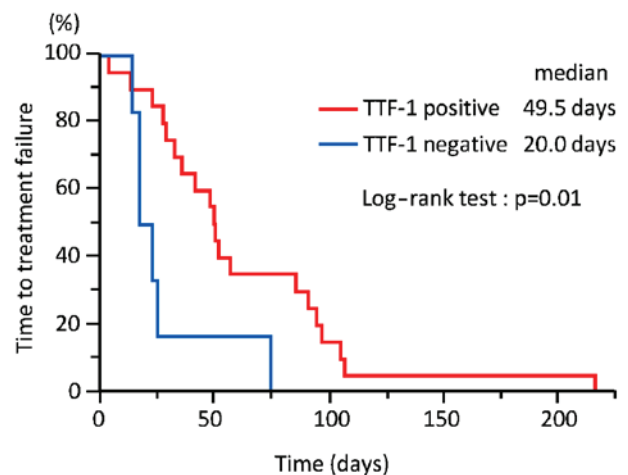 (%)
100
80
60
40
20
0
Time to treatment failure
median
TTF-1 positive 49.5 days
TTF-1 negative 20.0 days
Log-rank test : p=0.01
0 50 100 150 200
Time (days)